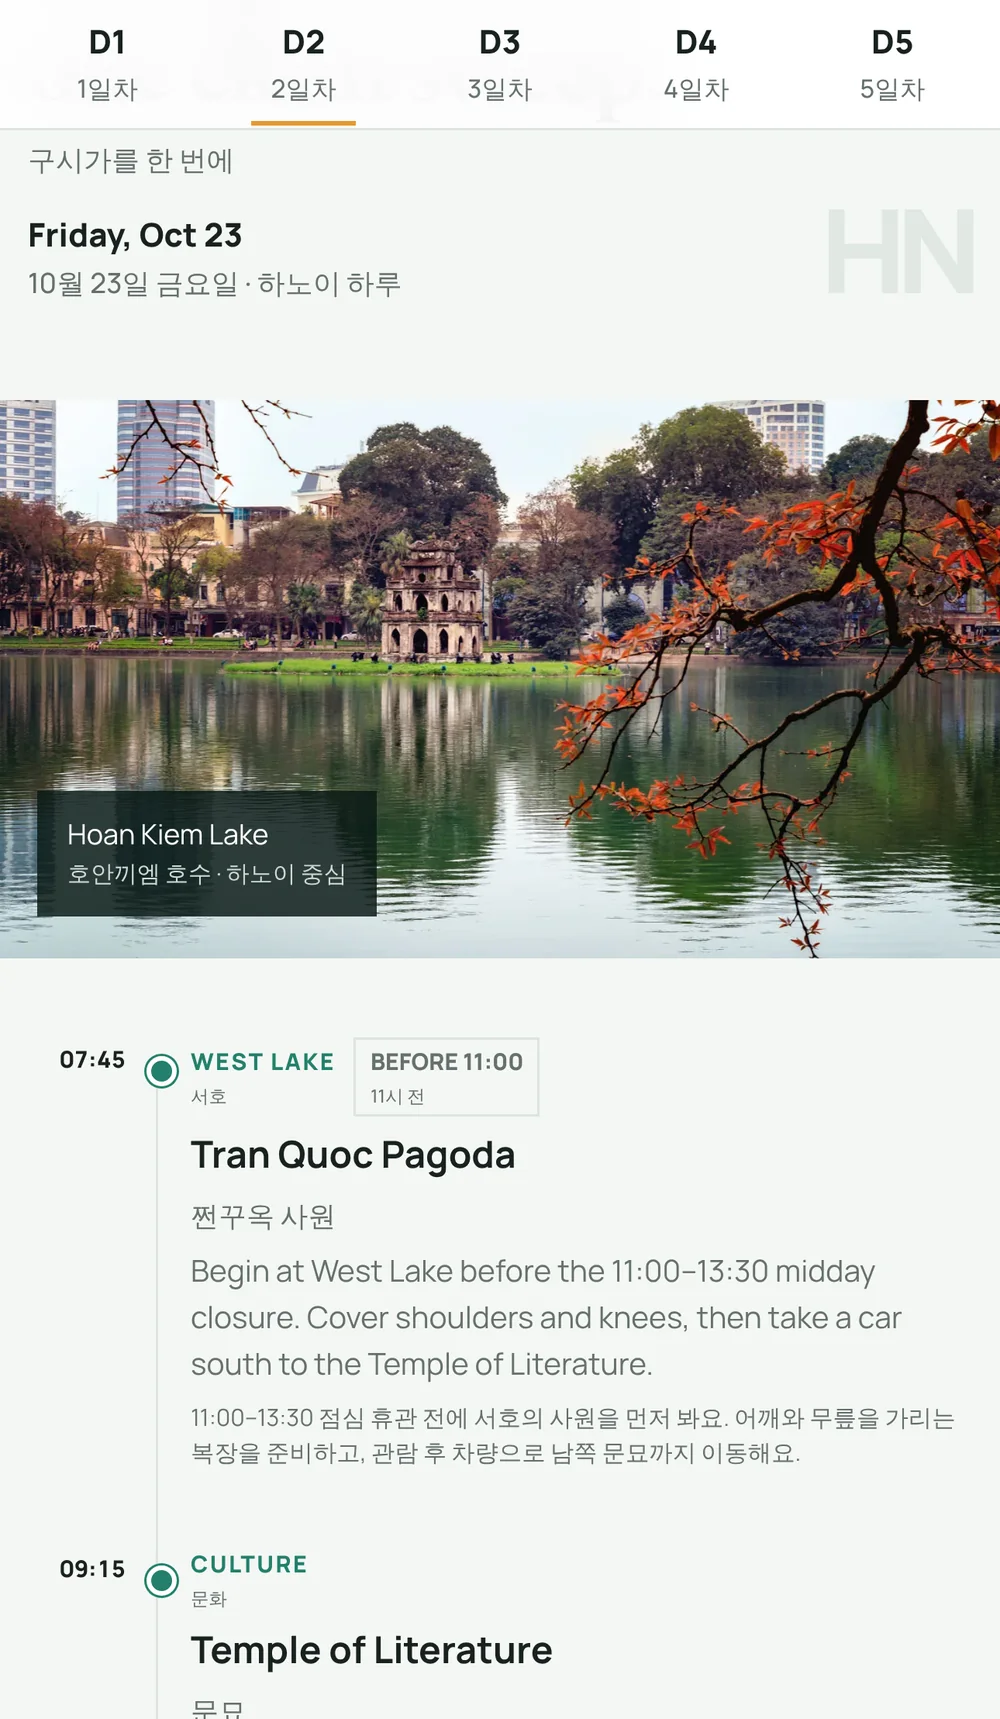 D1
1일차
D2
2일차
D3
3일차
D4
4일차
D5
5일차
구시가를 한 번에
Friday, Oct 23
10월 23일 금요일 · 하노이 하루
HN
Hoan Kiem Lake
호안끼엠 호수 · 하노이 중심
07:45
WEST LAKE
서호
BEFORE 11:00
11시 전
Tran Quoc Pagoda
쩐꾸옥 사원
Begin at West Lake before the 11:00–13:30 midday
closure. Cover shoulders and knees, then take a car
south to the Temple of Literature.
11:00–13:30 점심 휴관 전에 서호의 사원을 먼저 봐요. 어깨와 무릎을 가리는
복장을 준비하고, 관람 후 차량으로 남쪽 문묘까지 이동해요.
09:15
CULTURE
문화
Temple of Literature
문묘